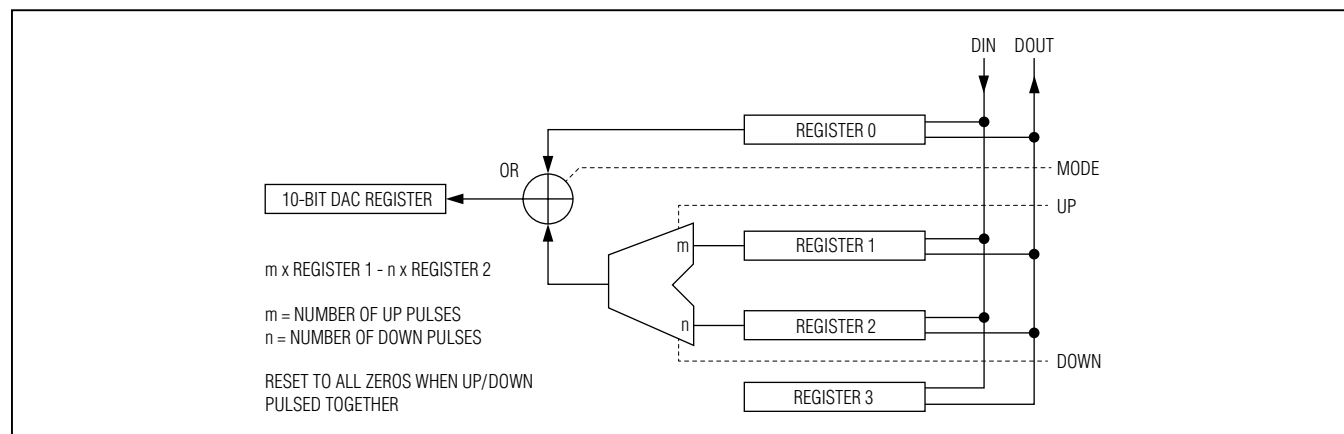 DIN DOUT
REGISTER 0
OR
MODE
10-BIT DAC REGISTER
UP
m REGISTER 1
m x REGISTER 1 - n x REGISTER 2
m = NUMBER OF UP PULSES
n REGISTER 2
n = NUMBER OF DOWN PULSES
DOWN
RESET TO ALL ZEROS WHEN UP/DOWN
PULSED TOGETHER
REGISTER 3